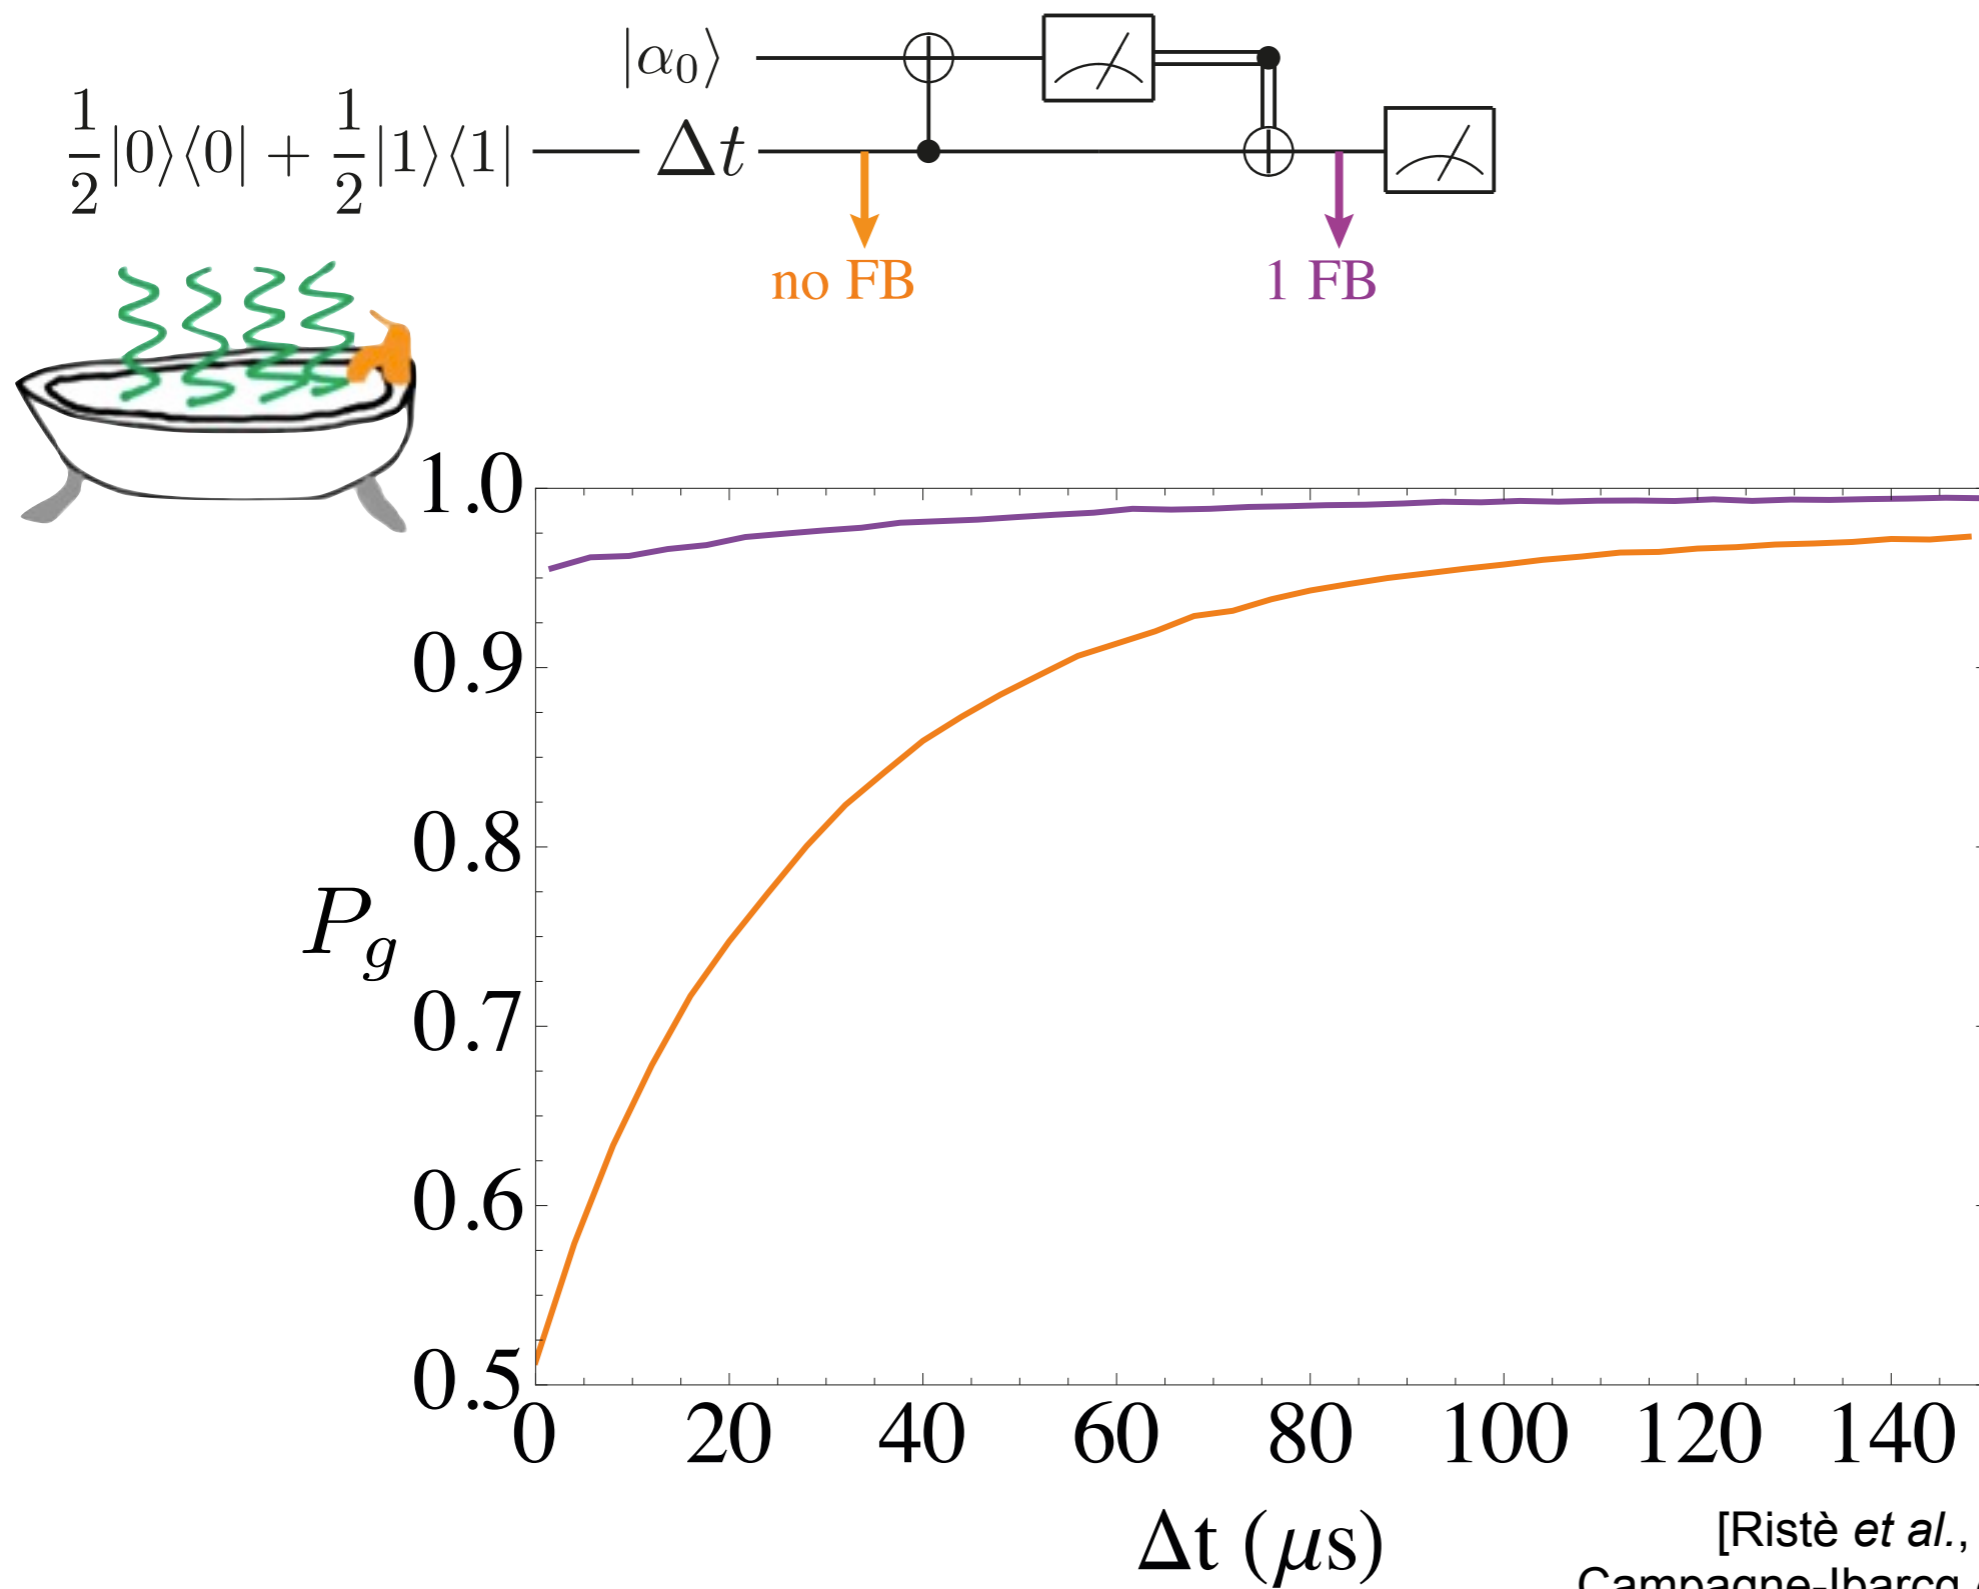 |α₀⟩
1/2|0⟩⟨0| + 1/2|1⟩⟨1| Δt
no FB 1 FB
1.0
0.9
0.8
P_g
0.7
0.6
0.5
0 20 40 60 80 100 120 140
Δt (μs)
[Ristè et al.,